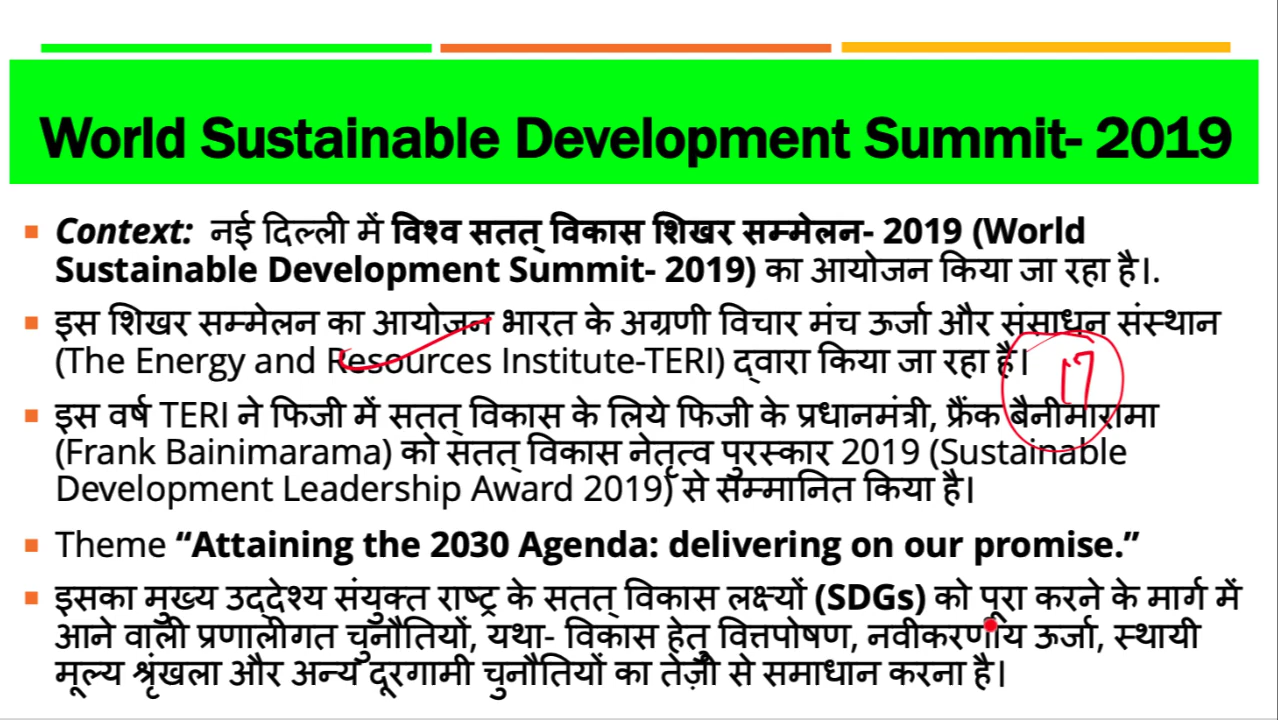 World Sustainable Development Summit- 2019
Context: नई दिल्ली में विश्व सतत् विकास शिखर सम्मेलन- 2019 (World
Sustainable Development Summit- 2019) का आयोजन किया जा रहा है।.
इस शिखर सम्मेलन का आयोजन भारत के अग्रणी विचार मंच ऊर्जा और संसाधन संस्थान
(The Energy and Resources Institute-TERI) द्वारा किया जा रहा है।
17
इस वर्ष TERI ने फिजी में सतत् विकास के लिये फिजी के प्रधानमंत्री, फ्रैंक बैनीमारामा
(Frank Bainimarama) को सतत् विकास नेतृत्व पुरस्कार 2019 (Sustainable
Development Leadership Award 2019) से सम्मानित किया है।
Theme “Attaining the 2030 Agenda: delivering on our promise.”
इसका मुख्य उद्देश्य संयुक्त राष्ट्र के सतत् विकास लक्ष्यों (SDGs) को पूरा करने के मार्ग में
आने वाली प्रणालीगत चुनौतियों, यथा- विकास हेतु वित्तपोषण, नवीकरणीय ऊर्जा, स्थायी
मूल्य श्रृंखला और अन्य दूरगामी चुनौतियों का तेज़ी से समाधान करना है।